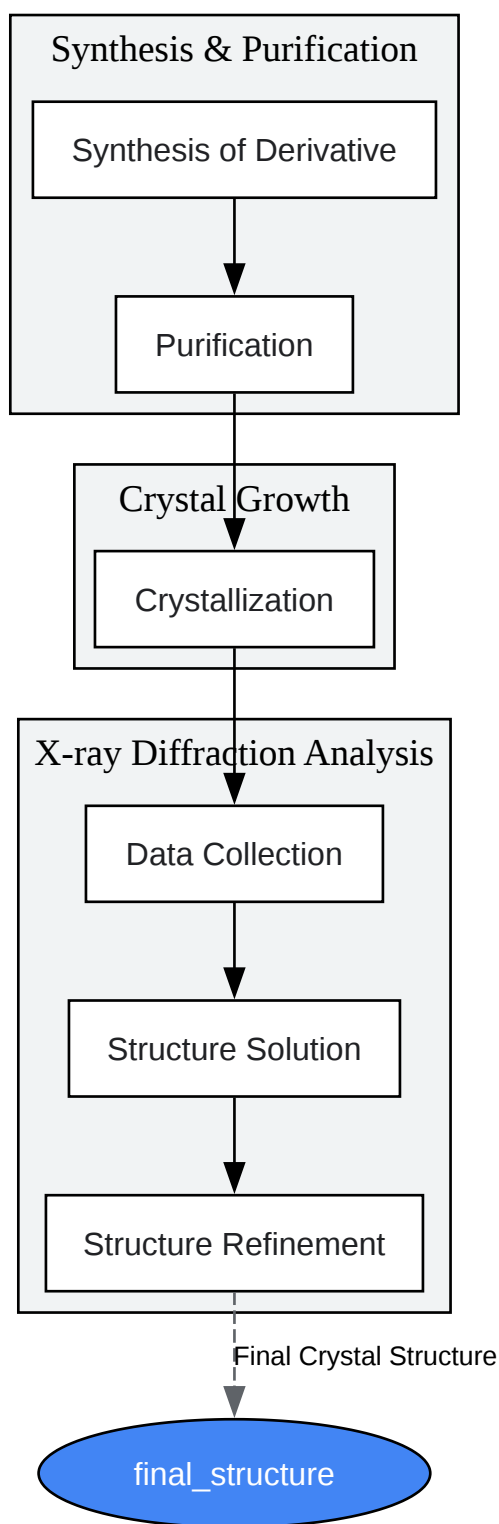 Synthesis & Purification
Synthesis of Derivative
Purification
Crystal Growth
Crystallization
X-ray Diffraction Analysis
Data Collection
Structure Solution
Structure Refinement
Final Crystal Structure
final_structure